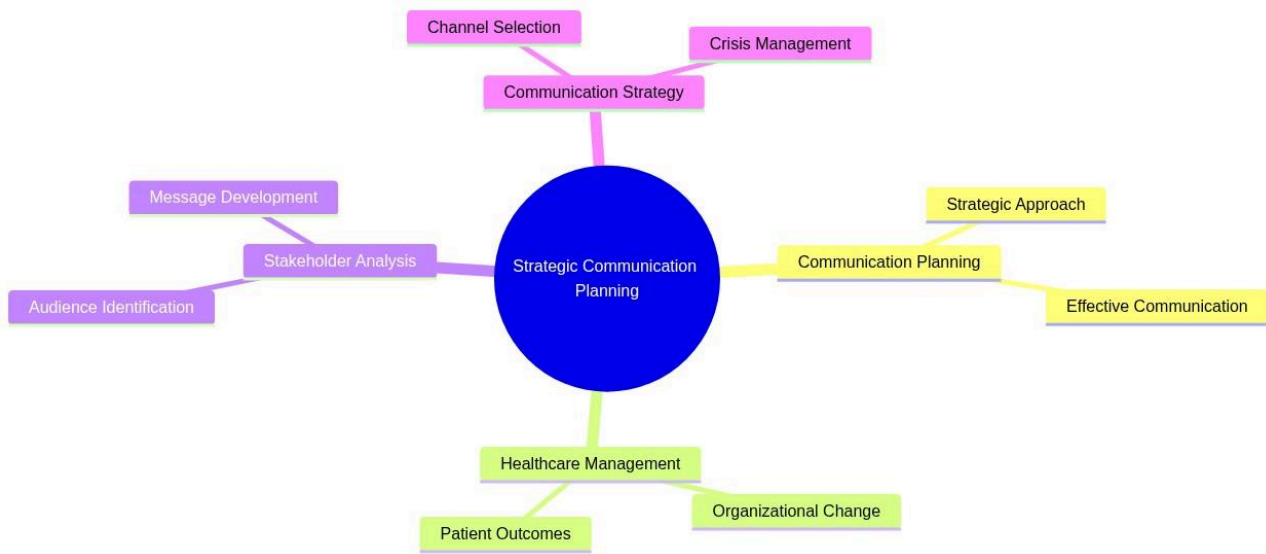 Channel Selection
Crisis Management
Communication Strategy
Message Development
Strategic Approach
Stakeholder Analysis
Strategic Communication
Planning
Communication Planning
Audience Identification
Effective Communication
Healthcare Management
Organizational Change
Patient Outcomes